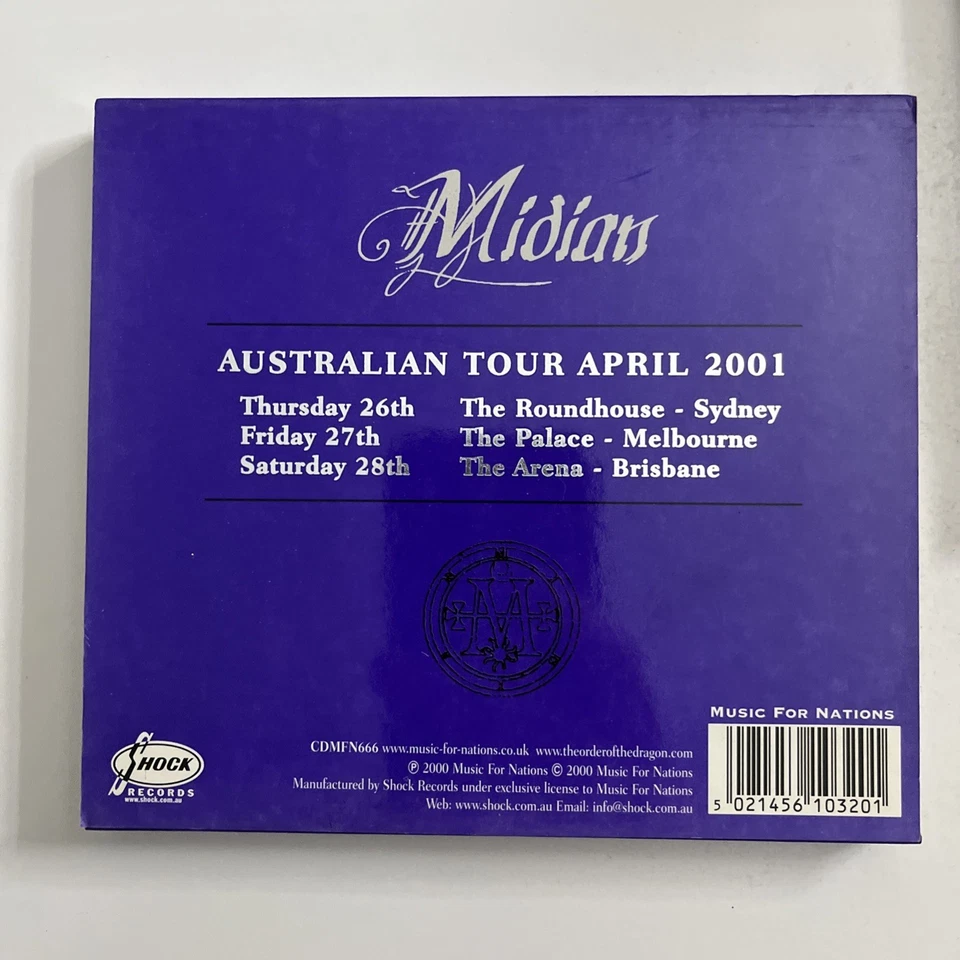 Midian
AUSTRALIAN TOUR APRIL 2001
Thursday 26th The Roundhouse - Sydney
Friday 27th The Palace - Melbourne
Saturday 28th The Arena - Brisbane
M
MUSIC FOR NATIONS
CDMFN666 www.music-for-nations.co.uk www.theorderofthedragon.com
℗ 2000 Music For Nations © 2000 Music For Nations
Manufactured by Shock Records under exclusive license to Music For Nations
Web: www.shock.com.au Email: info@shock.com.au
SHOCK
RECORDS
www.shock.com.au
5 021456 103201